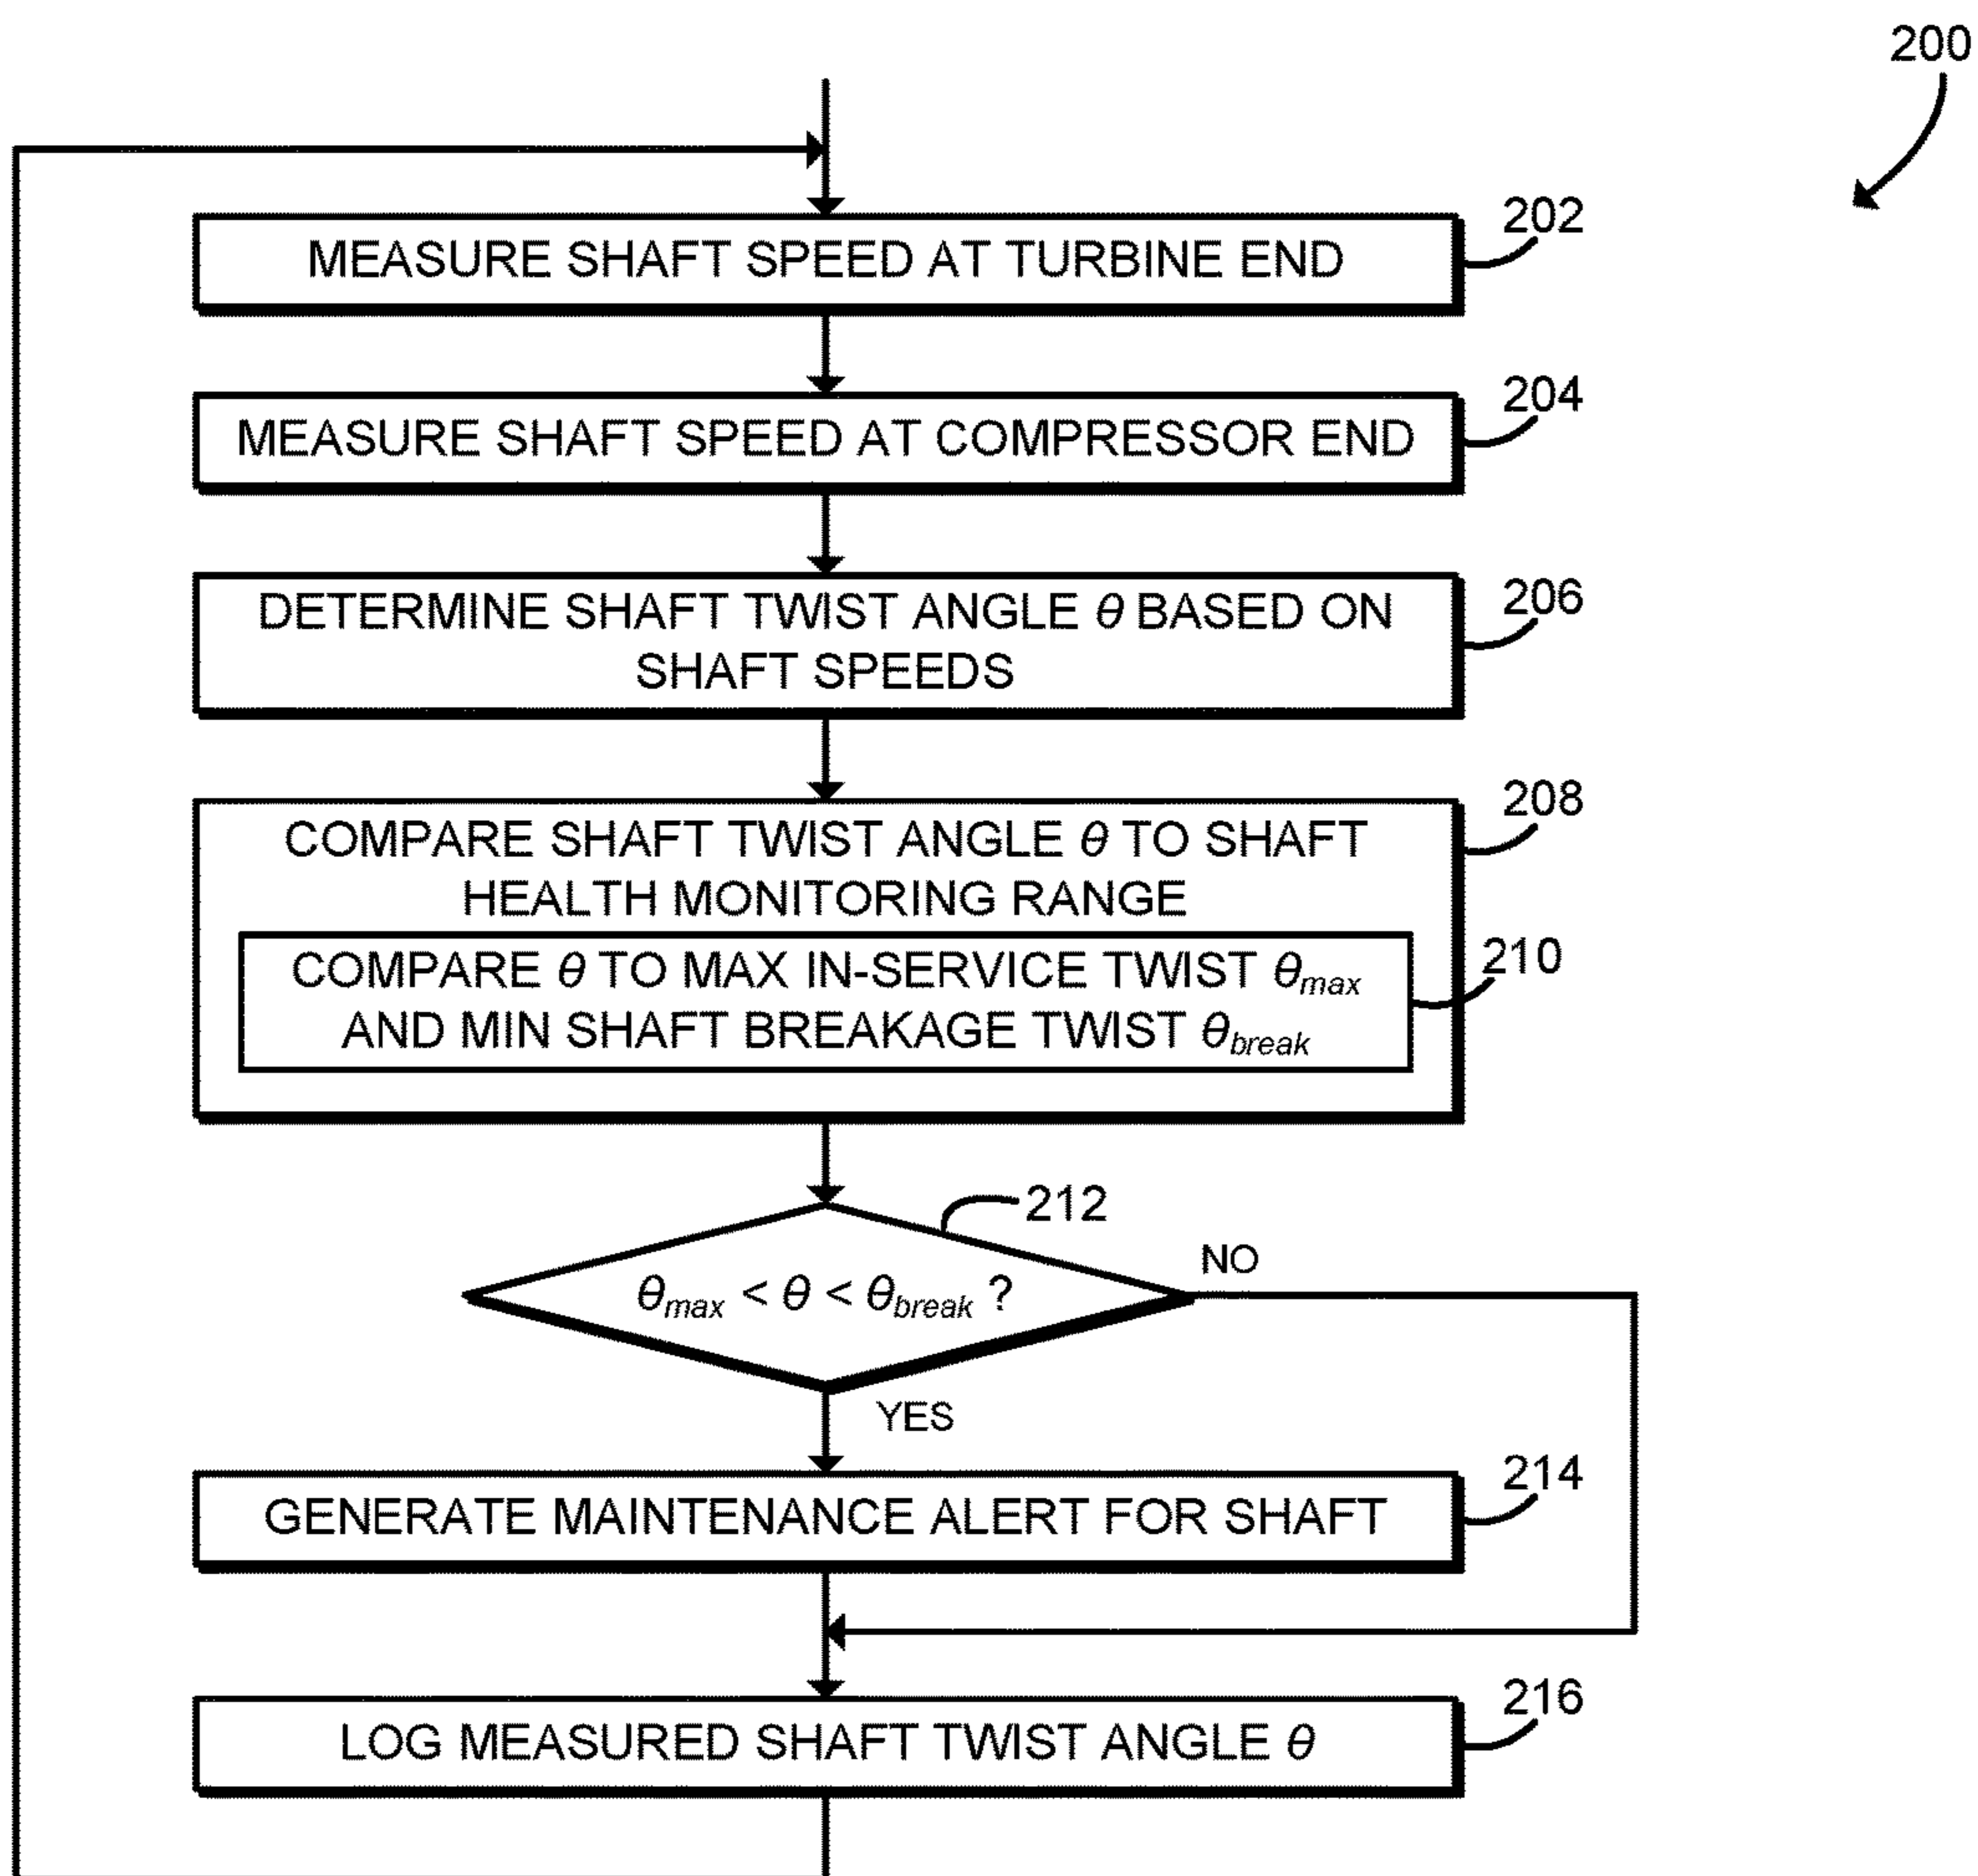 200
MEASURE SHAFT SPEED AT TURBINE END
202
MEASURE SHAFT SPEED AT COMPRESSOR END
204
DETERMINE SHAFT TWIST ANGLE θ BASED ON
SHAFT SPEEDS
206
COMPARE SHAFT TWIST ANGLE θ TO SHAFT
HEALTH MONITORING RANGE
208
COMPARE θ TO MAX IN-SERVICE TWIST θmax
AND MIN SHAFT BREAKAGE TWIST θbreak
210
212
θmax < θ < θbreak ?
NO
YES
GENERATE MAINTENANCE ALERT FOR SHAFT
214
LOG MEASURED SHAFT TWIST ANGLE θ
216